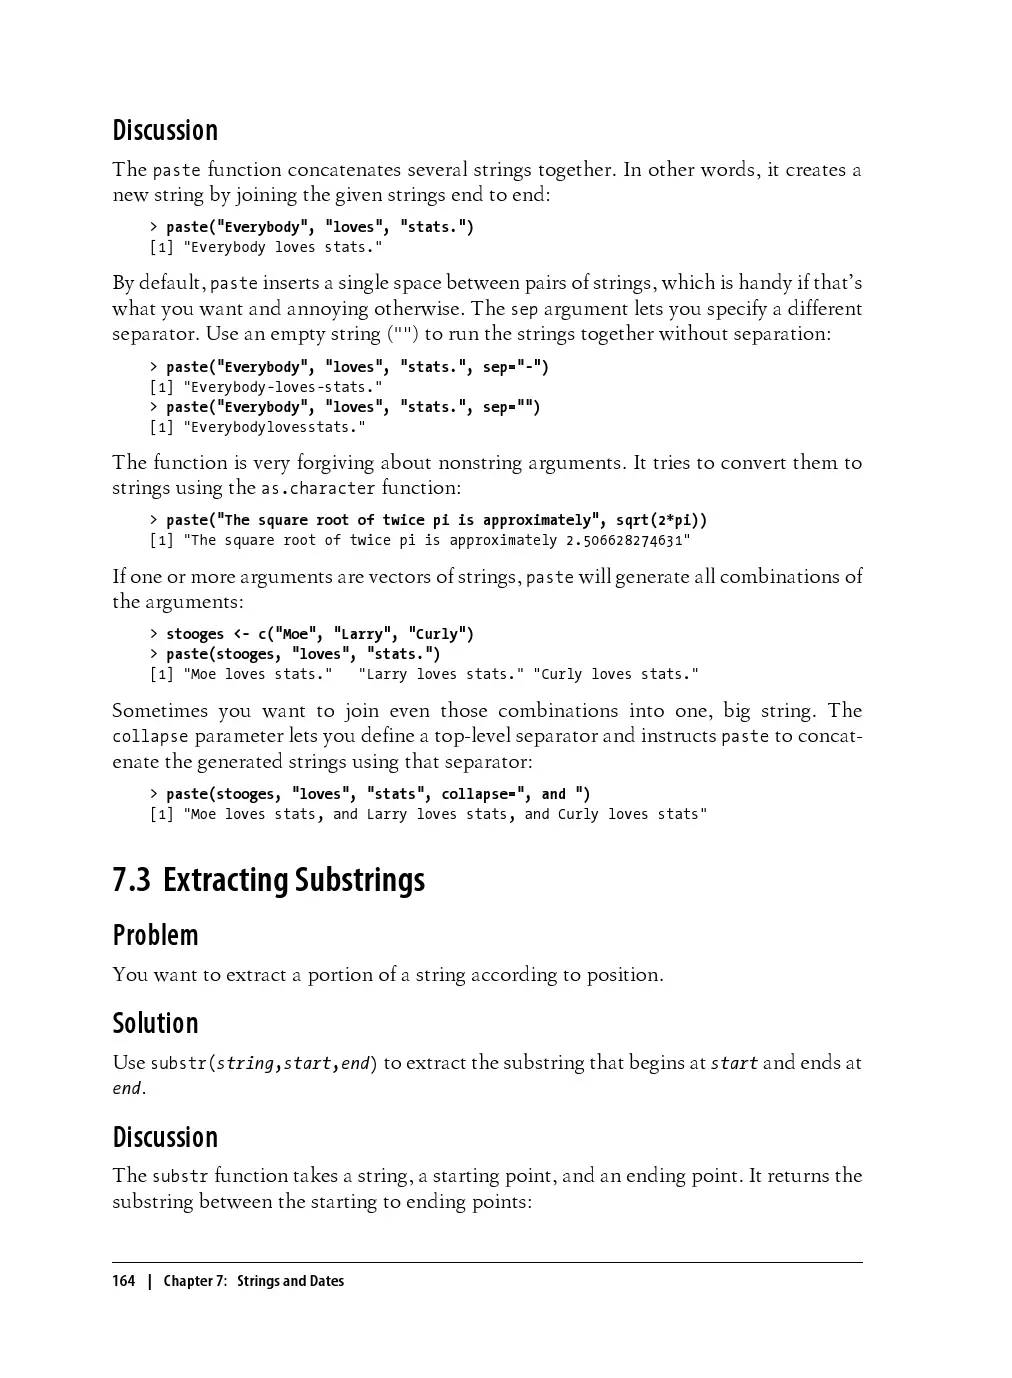 Discussion
The paste function concatenates several strings together. In other words, it creates a
new string by joining the given strings end to end:
> paste("Everybody", "loves", "stats.")
[1] "Everybody loves stats."
By default, paste inserts a single space between pairs of strings, which is handy if that’s
what you want and annoying otherwise. The sep argument lets you specify a different
separator. Use an empty string ("") to run the strings together without separation:
> paste("Everybody", "loves", "stats.", sep="-")
[1] "Everybody-loves-stats."
> paste("Everybody", "loves", "stats.", sep="")
[1] "Everybodylovesstats."
The function is very forgiving about nonstring arguments. It tries to convert them to
strings using the as.character function:
> paste("The square root of twice pi is approximately", sqrt(2*pi))
[1] "The square root of twice pi is approximately 2.506628274631"
If one or more arguments are vectors of strings, paste will generate all combinations of
the arguments:
> stooges <- c("Moe", "Larry", "Curly")
> paste(stooges, "loves", "stats.")
[1] "Moe loves stats."   "Larry loves stats." "Curly loves stats."
Sometimes you want to join even those combinations into one, big string. The
collapse parameter lets you define a top-level separator and instructs paste to concat-
enate the generated strings using that separator:
> paste(stooges, "loves", "stats", collapse=", and ")
[1] "Moe loves stats, and Larry loves stats, and Curly loves stats"
7.3 Extracting Substrings
Problem
You want to extract a portion of a string according to position.
Solution
Use substr(string,start,end) to extract the substring that begins at start and ends at
end.
Discussion
The substr function takes a string, a starting point, and an ending point. It returns the
substring between the starting to ending points:
164 | Chapter 7: Strings and Dates